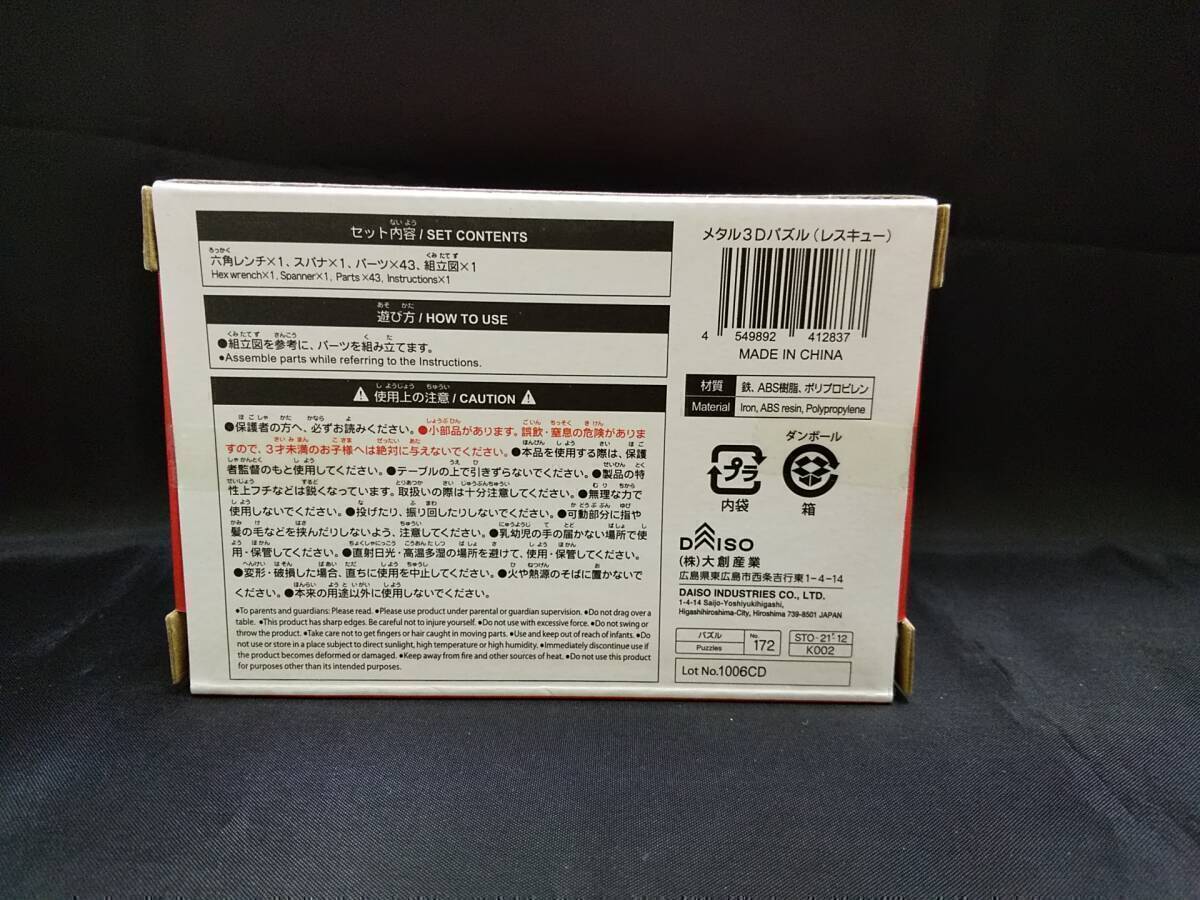 セット内容 / SET CONTENTS
六角レンチ×1、スパナ×1、パーツ×43、組立図×1
Hex wrench×1, Spanner×1, Parts×43, Instructions×1
遊び方 / HOW TO USE
●組立図を参考に、パーツを組み立てます。
●Assemble parts while referring to the Instructions.
使用上の注意 / CAUTION
●保護者の方へ、必ずお読みください。●小部品があります。誤飲・窒息の危険がありま
すので、3才未満のお子様へは絶対に与えないでください。●本品を使用する際は、保護
者監督のもと使用してください。●テーブルの上で引きずらないでください。●製品の特
性上フチなどは鋭くなっています。取扱いの際は十分注意してください。●無理な力で
使用しないでください。●投げたり、振り回したりしないでください。●可動部分に指や
髪の毛などを挟んだりしないよう、注意してください。●乳幼児の手の届かない場所で使
用・保管してください。●直射日光・高温多湿の場所を避けて、使用・保管してください。
●変形・破損した場合、直ちに使用を中止してください。●火や熱源のそばに置かないで
ください。●本来の用途以外に使用しないでください。
●To parents and guardians: Please read. ●Please use product under parental or guardian supervision. ●Do not drag over a
table. ●This product has sharp edges. Be careful not to injure yourself. ●Do not use with excessive force. ●Do not swing or
throw the product. ●Take care not to get fingers or hair caught in moving parts. ●Use and keep out of reach of infants. ●Do
not use or store in a place subject to direct sunlight, high temperature or high humidity. ●Immediately discontinue use if
the product becomes deformed or damaged. ●Keep away from fire and other sources of heat. ●Do not use this product
for purposes other than its intended purposes.
メタル3Dパズル(レスキュー)
4 549892 412837
MADE IN CHINA
材質 鉄、ABS樹脂、ポリプロピレン
Material Iron, ABS resin, Polypropylene
ダンボール
プラ
内袋 箱
DAISO
(株)大創産業
広島県東広島市西条吉行東1-4-14
DAISO INDUSTRIES CO., LTD.
1-4-14 Saijo-Yoshiyukihigashi,
Higashihiroshima-City, Hiroshima 739-8501 JAPAN
パズル
Puzzles
No. 172
STO-21-12
K002
Lot No.1006CD